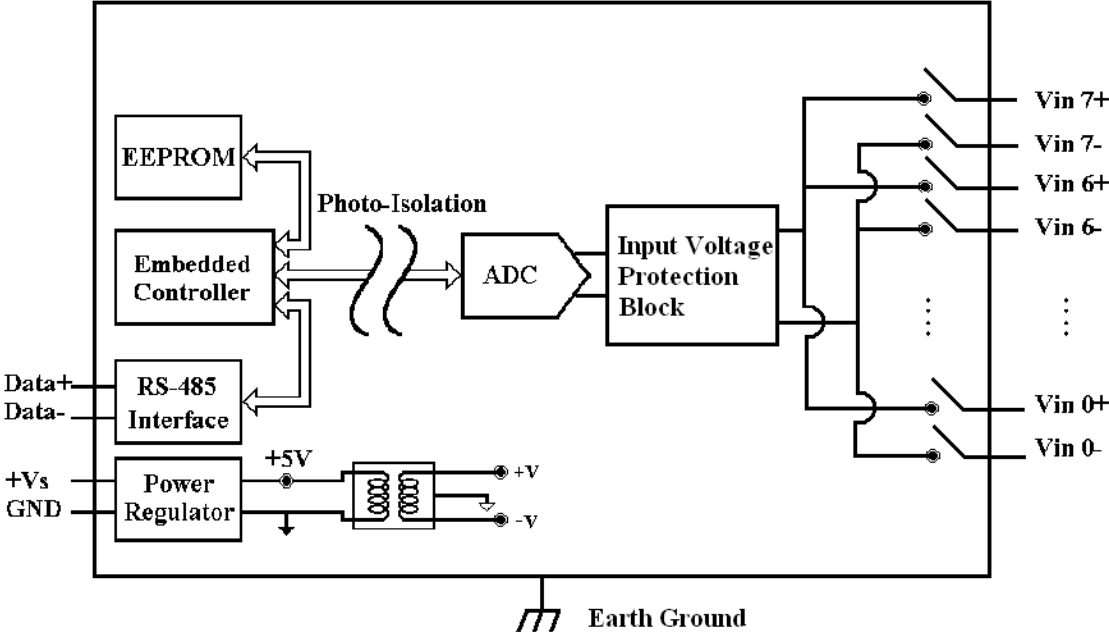 EEPROM
Photo-Isolation
Embedded
Controller
ADC
Input Voltage
Protection
Block
Vin 7+
Vin 7-
Vin 6+
Vin 6-
Data+
Data-
RS-485
Interface
Vin 0+
Vin 0-
+Vs
GND
Power
Regulator
+5V
+V
-V
Earth Ground